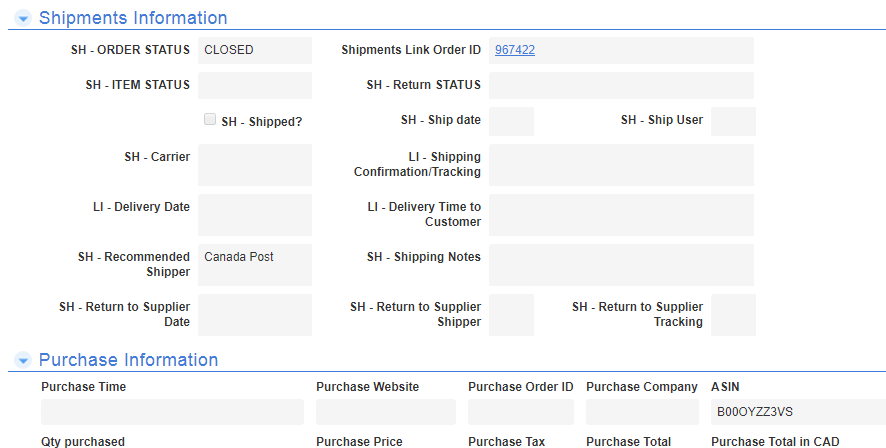 Shipments Information
SH - ORDER STATUS CLOSED Shipments Link Order ID 967422
SH - ITEM STATUS SH - Return STATUS
SH - Shipped? SH - Ship date SH - Ship User
SH - Carrier LI - Shipping
Confirmation/Tracking
LI - Delivery Date LI - Delivery Time to
Customer
SH - Recommended Canada Post SH - Shipping Notes
Shipper
SH - Return to Supplier SH - Return to Supplier SH - Return to Supplier
Date Shipper Tracking
Purchase Information
Purchase Time Purchase Website Purchase Order ID Purchase Company ASIN
B00OYZZ3VS
Qty purchased Purchase Price Purchase Tax Purchase Total Purchase Total in CAD